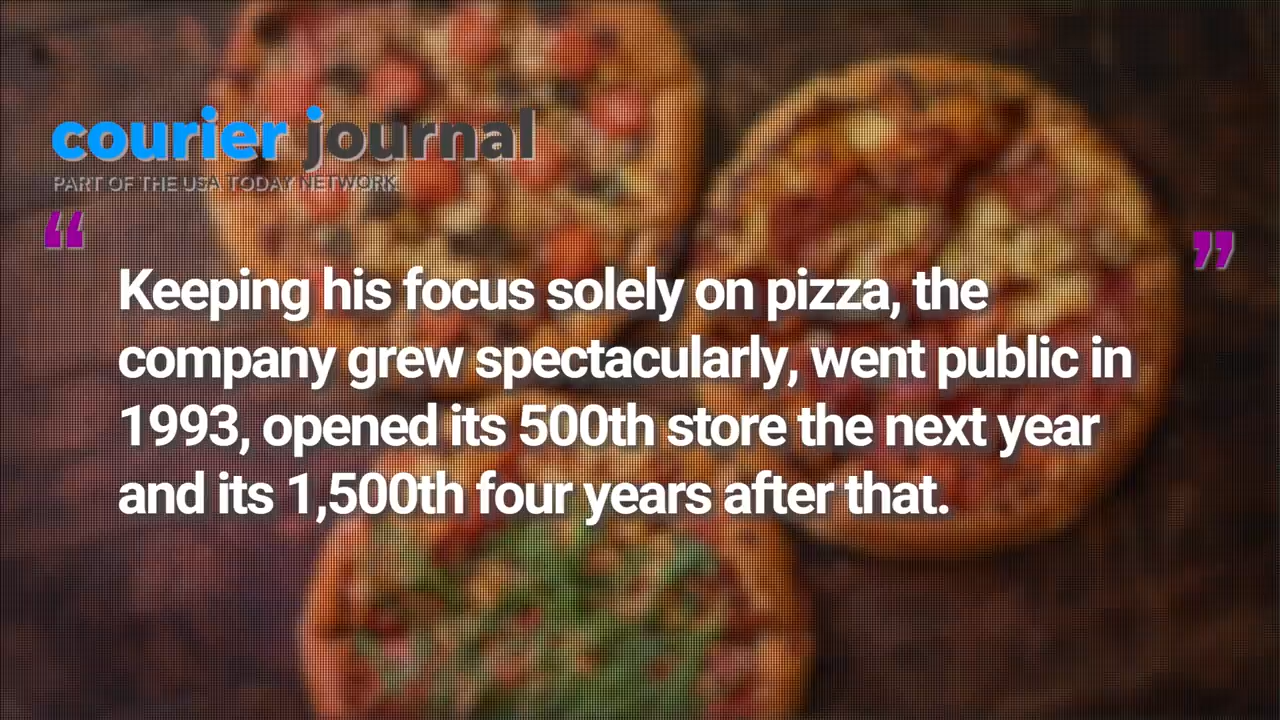 courier journal
PART OF THE USA TODAY NETWORK
“
”
Keeping his focus solely on pizza, the
company grew spectacularly, went public in
1993, opened its 500th store the next year
and its 1,500th four years after that.